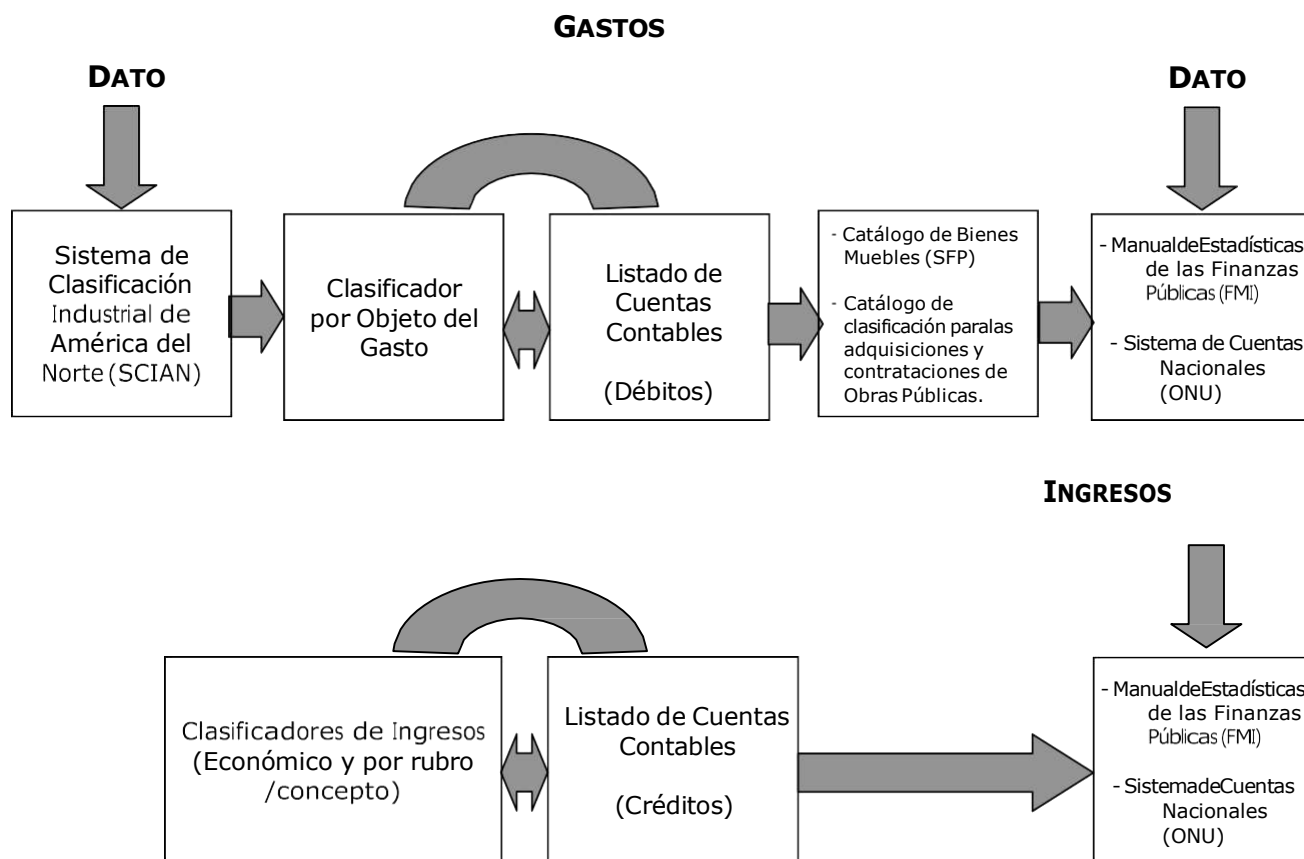 GASTOS
DATO
DATO
Sistema de
Clasificación
Industrial de
América del
Norte (SCIAN)
Clasificador
por Objeto del
Gasto
Listado de
Cuentas
Contables
(Débitos)
- Catálogo de Bienes
Muebles (SFP)
- Catálogo de
clasificación paralas
adquisiciones y
contrataciones de
Obras Públicas.
- ManualdeEstadísticas
de las Finanzas
Públicas (FMI)
- Sistema de Cuentas
Nacionales
(ONU)
INGRESOS
Clasificadores de Ingresos
(Económico y por rubro
/concepto)
Listado de Cuentas
Contables
(Créditos)
- ManualdeEstadísticas
de las Finanzas
Públicas (FMI)
- SistemadeCuentas
Nacionales
(ONU)